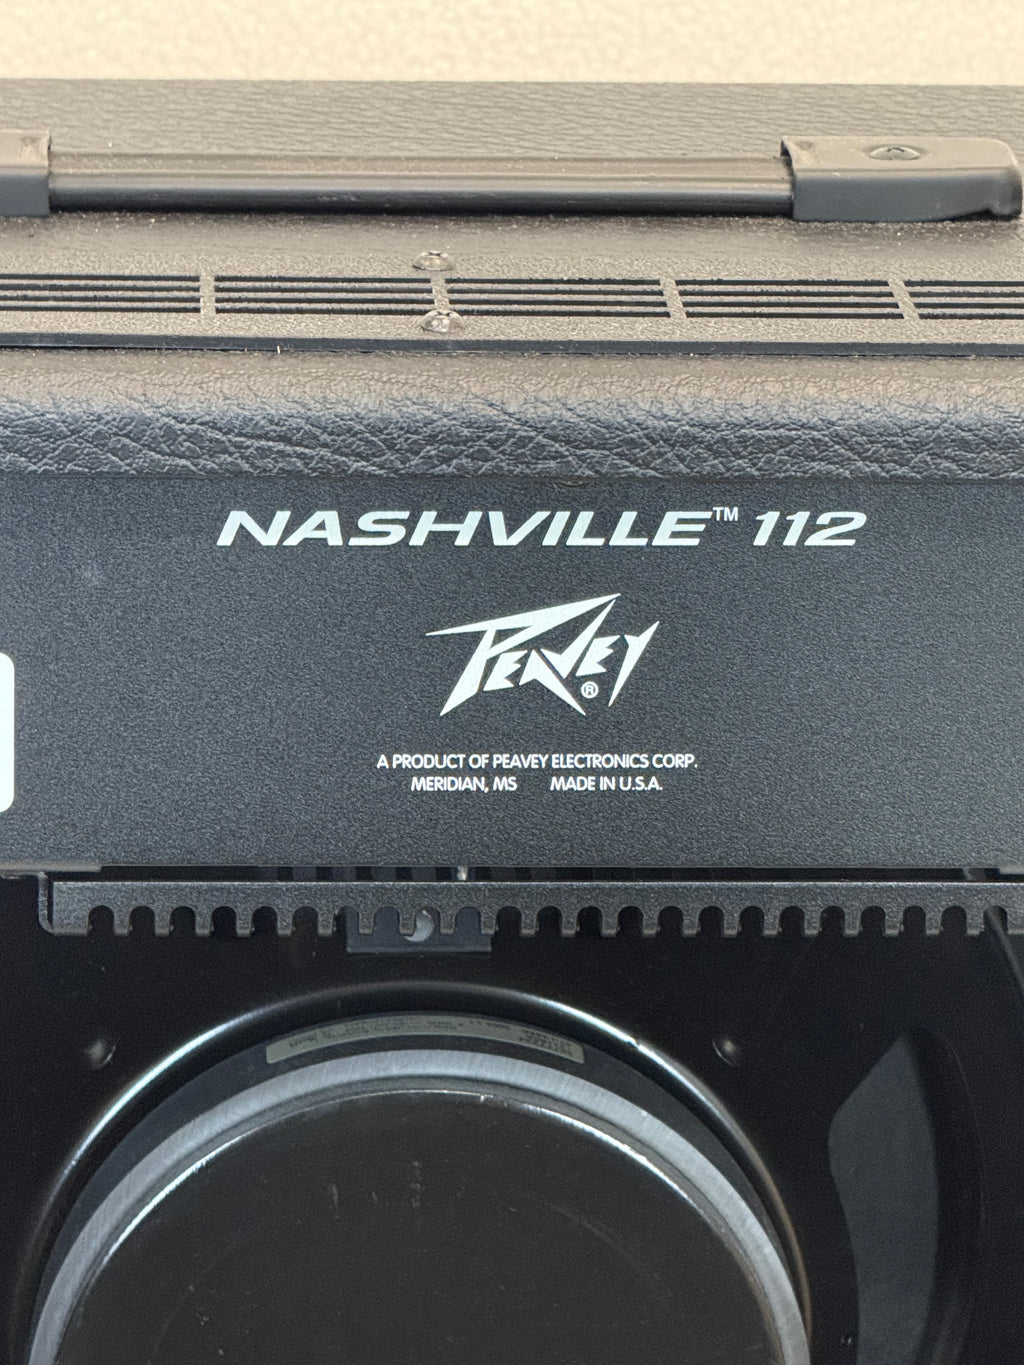 NASHVILLE™ 112
PEAVEY®
A PRODUCT OF PEAVEY ELECTRONICS CORP.
MERIDIAN, MS MADE IN U.S.A.